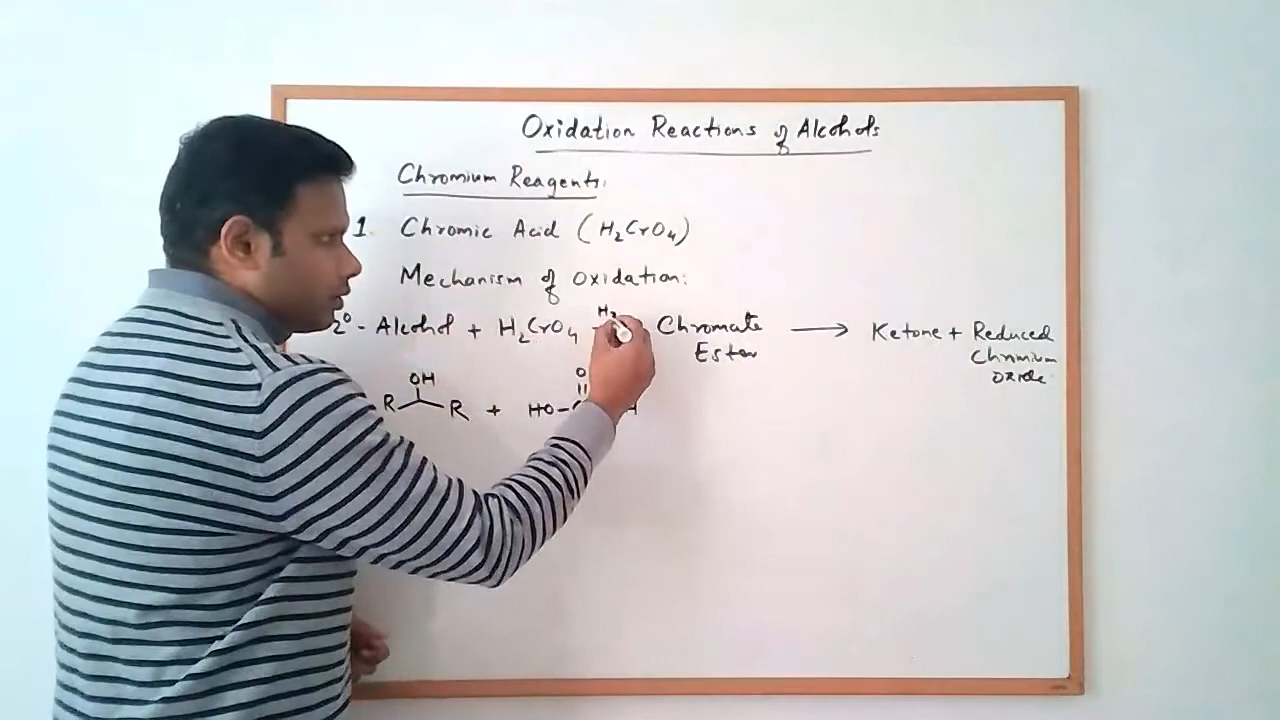 Oxidation Reactions of Alcohols
Chromium Reagents:
1. Chromic Acid (H₂CrO₄)
Mechanism of Oxidation:
2° - Alcohol + H₂CrO₄ Chromate Ester → Ketone + Reduced Chromium oxide
OH
R R + HO-
O
H